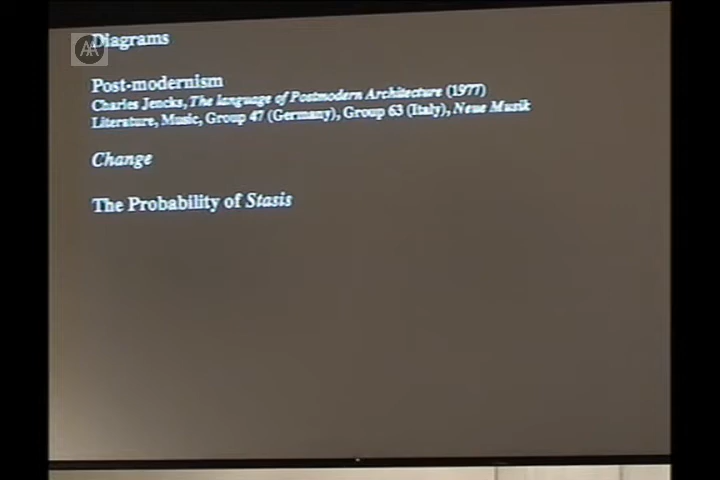 AA
Diagrams
Post-modernism
Charles Jencks, The language of Postmodern Architecture (1977)
Literature, Music, Group 47 (Germany), Group 63 (Italy), Neue Musik
Change
The Probability of Stasis